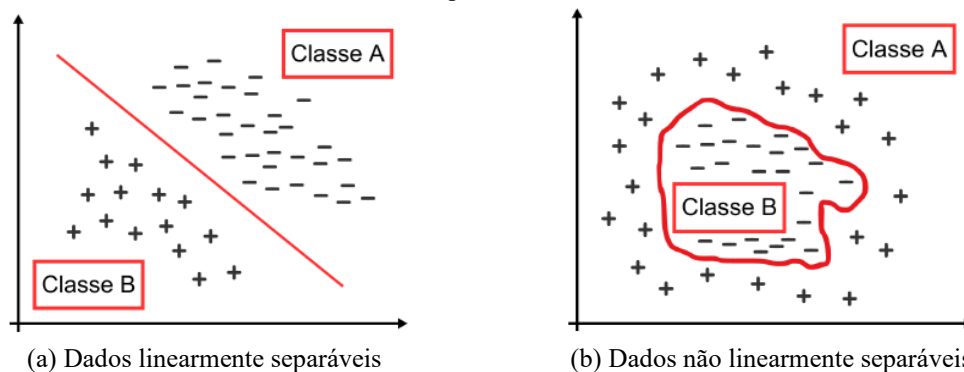 Classe A
Classe B
(a) Dados linearmente separáveis
Classe A
Classe B
(b) Dados não linearmente separáveis